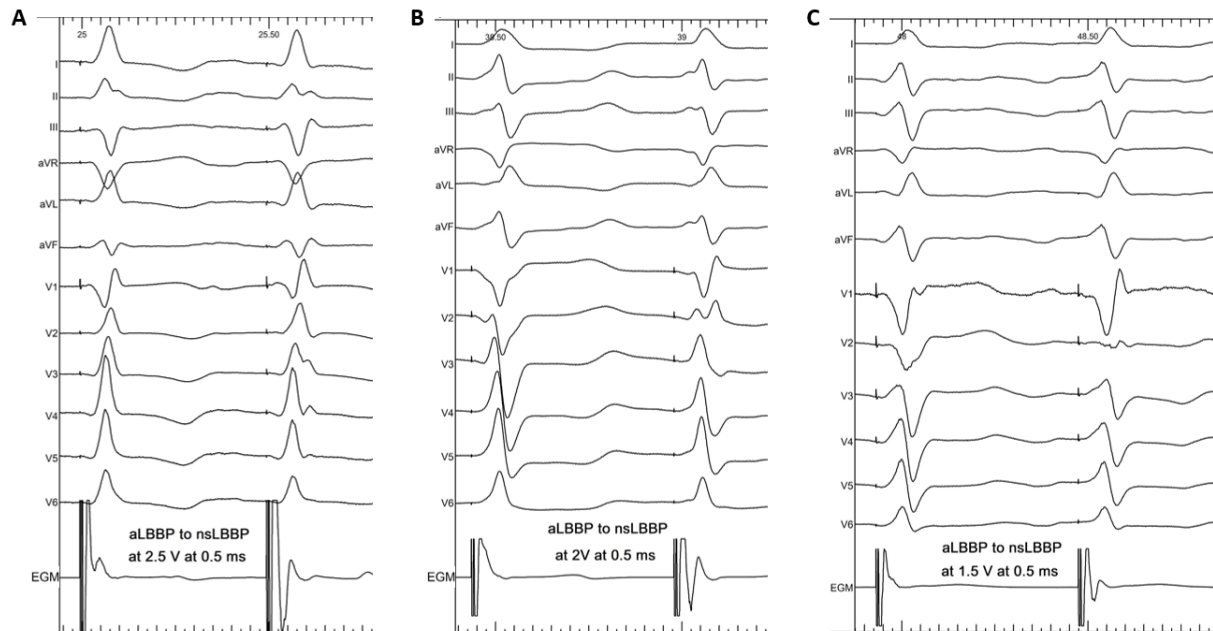 A
25
25.50
I
II
III
aVR
aVL
aVF
V1
V2
V3
V4
V5
V6
aLBBP to nsLBBP
at 2.5 V at 0.5 ms
EGM
B
38.50
39
I
II
III
aVR
aVL
aVF
V1
V2
V3
V4
V5
V6
aLBBP to nsLBBP
at 2V at 0.5 ms
EGM
C
48
48.50
I
II
III
aVR
aVL
aVF
V1
V2
V3
V4
V5
V6
aLBBP to nsLBBP
at 1.5 V at 0.5 ms
EGM